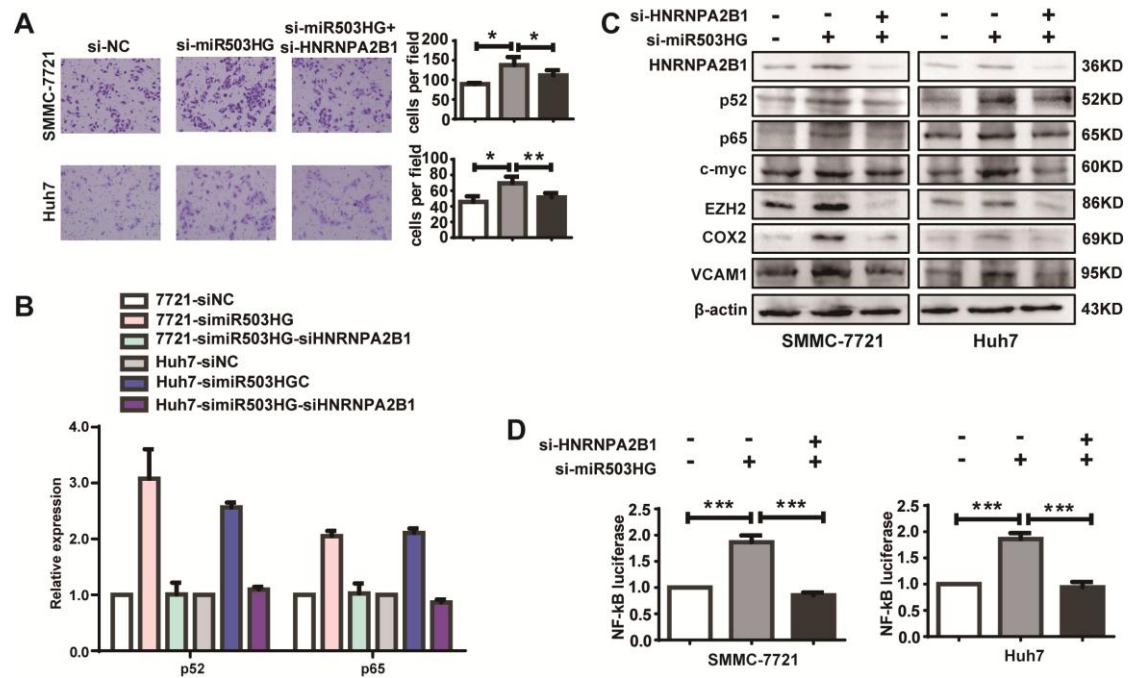 A
si-NC
si-miR503HG
si-miR503HG+
si-HNRNPA2B1
SMMC-7721
cells per field
200
150
100
50
0
*
*
Huh7
cells per field
100
80
60
40
20
0
*
**
B
7721-siNC
7721-simiR503HG
7721-simiR503HG-siHNRNPA2B1
Huh7-siNC
Huh7-simiR503HGC
Huh7-simiR503HG-siHNRNPA2B1
Relative expression
4.0
3.0
2.0
1.0
0.0
p52
p65
C
si-HNRNPA2B1 - - + - - +
si-miR503HG - + + - + +
HNRNPA2B1 36KD
p52 52KD
p65 65KD
c-myc 60KD
EZH2 86KD
COX2 69KD
VCAM1 95KD
β-actin 43KD
SMMC-7721 Huh7
D
si-HNRNPA2B1 - - + - - +
si-miR503HG - + + - + +
NF-kB luciferase
2.5
2.0
1.5
1.0
0.5
0.0
*** ***
SMMC-7721
NF-kB luciferase
2.5
2.0
1.5
1.0
0.5
0.0
*** ***
Huh7